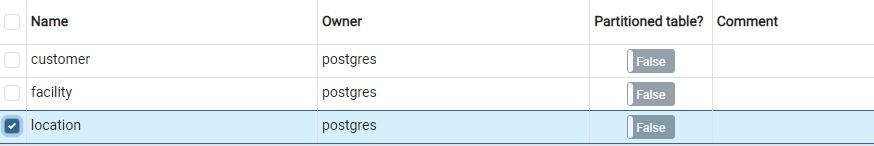 Name Owner Partitioned table? Comment
customer postgres False
facility postgres False
location postgres False